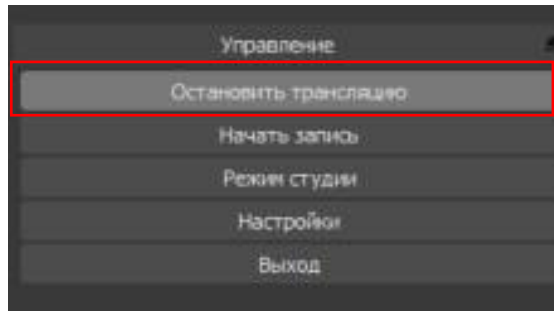 Управление
Остановить трансляцию
Начать запись
Режим студии
Настройки
Выход